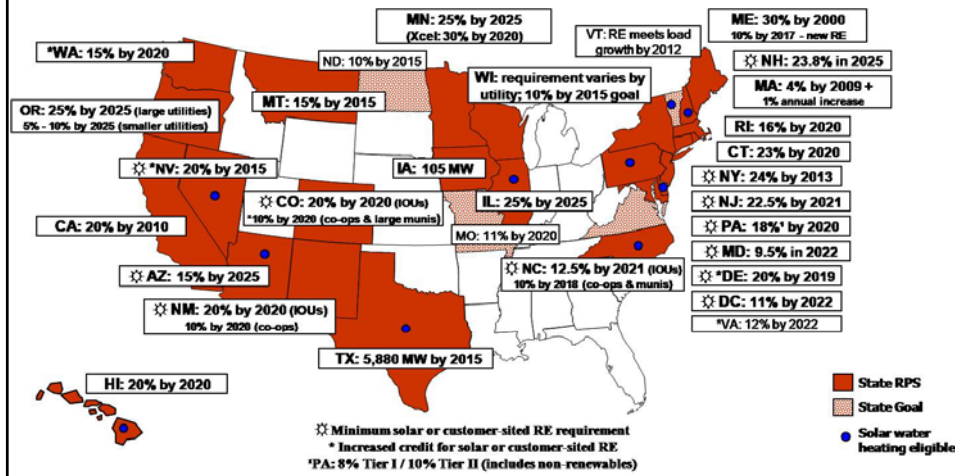 MN: 25% by 2025
(Xcel: 30% by 2020)
VT: RE meets load
growth by 2012
ME: 30% by 2000
10% by 2017 - new RE
*WA: 15% by 2020
ND: 10% by 2015
WI: requirement varies by
utility; 10% by 2015 goal
☼ NH: 23.8% in 2025
MA: 4% by 2009 +
1% annual increase
OR: 25% by 2025 (large utilities)
5% - 10% by 2025 (smaller utilities)
MT: 15% by 2015
RI: 16% by 2020
CT: 23% by 2020
☼ *NV: 20% by 2015
IA: 105 MW
☼ NY: 24% by 2013
☼ CO: 20% by 2020 (IOUs)
*10% by 2020 (co-ops & large munis)
IL: 25% by 2025
☼ NJ: 22.5% by 2021
CA: 20% by 2010
MO: 11% by 2020
☼ PA: 18%¹ by 2020
☼ MD: 9.5% in 2022
☼ AZ: 15% by 2025
☼ NC: 12.5% by 2021 (IOUs)
10% by 2018 (co-ops & munis)
☼ *DE: 20% by 2019
☼ NM: 20% by 2020 (IOUs)
10% by 2020 (co-ops)
☼ DC: 11% by 2022
*VA: 12% by 2022
TX: 5,880 MW by 2015
HI: 20% by 2020
State RPS
State Goal
Solar water
heating eligible
☼ Minimum solar or customer-sited RE requirement
* Increased credit for solar or customer-sited RE
¹PA: 8% Tier I / 10% Tier II (includes non-renewables)